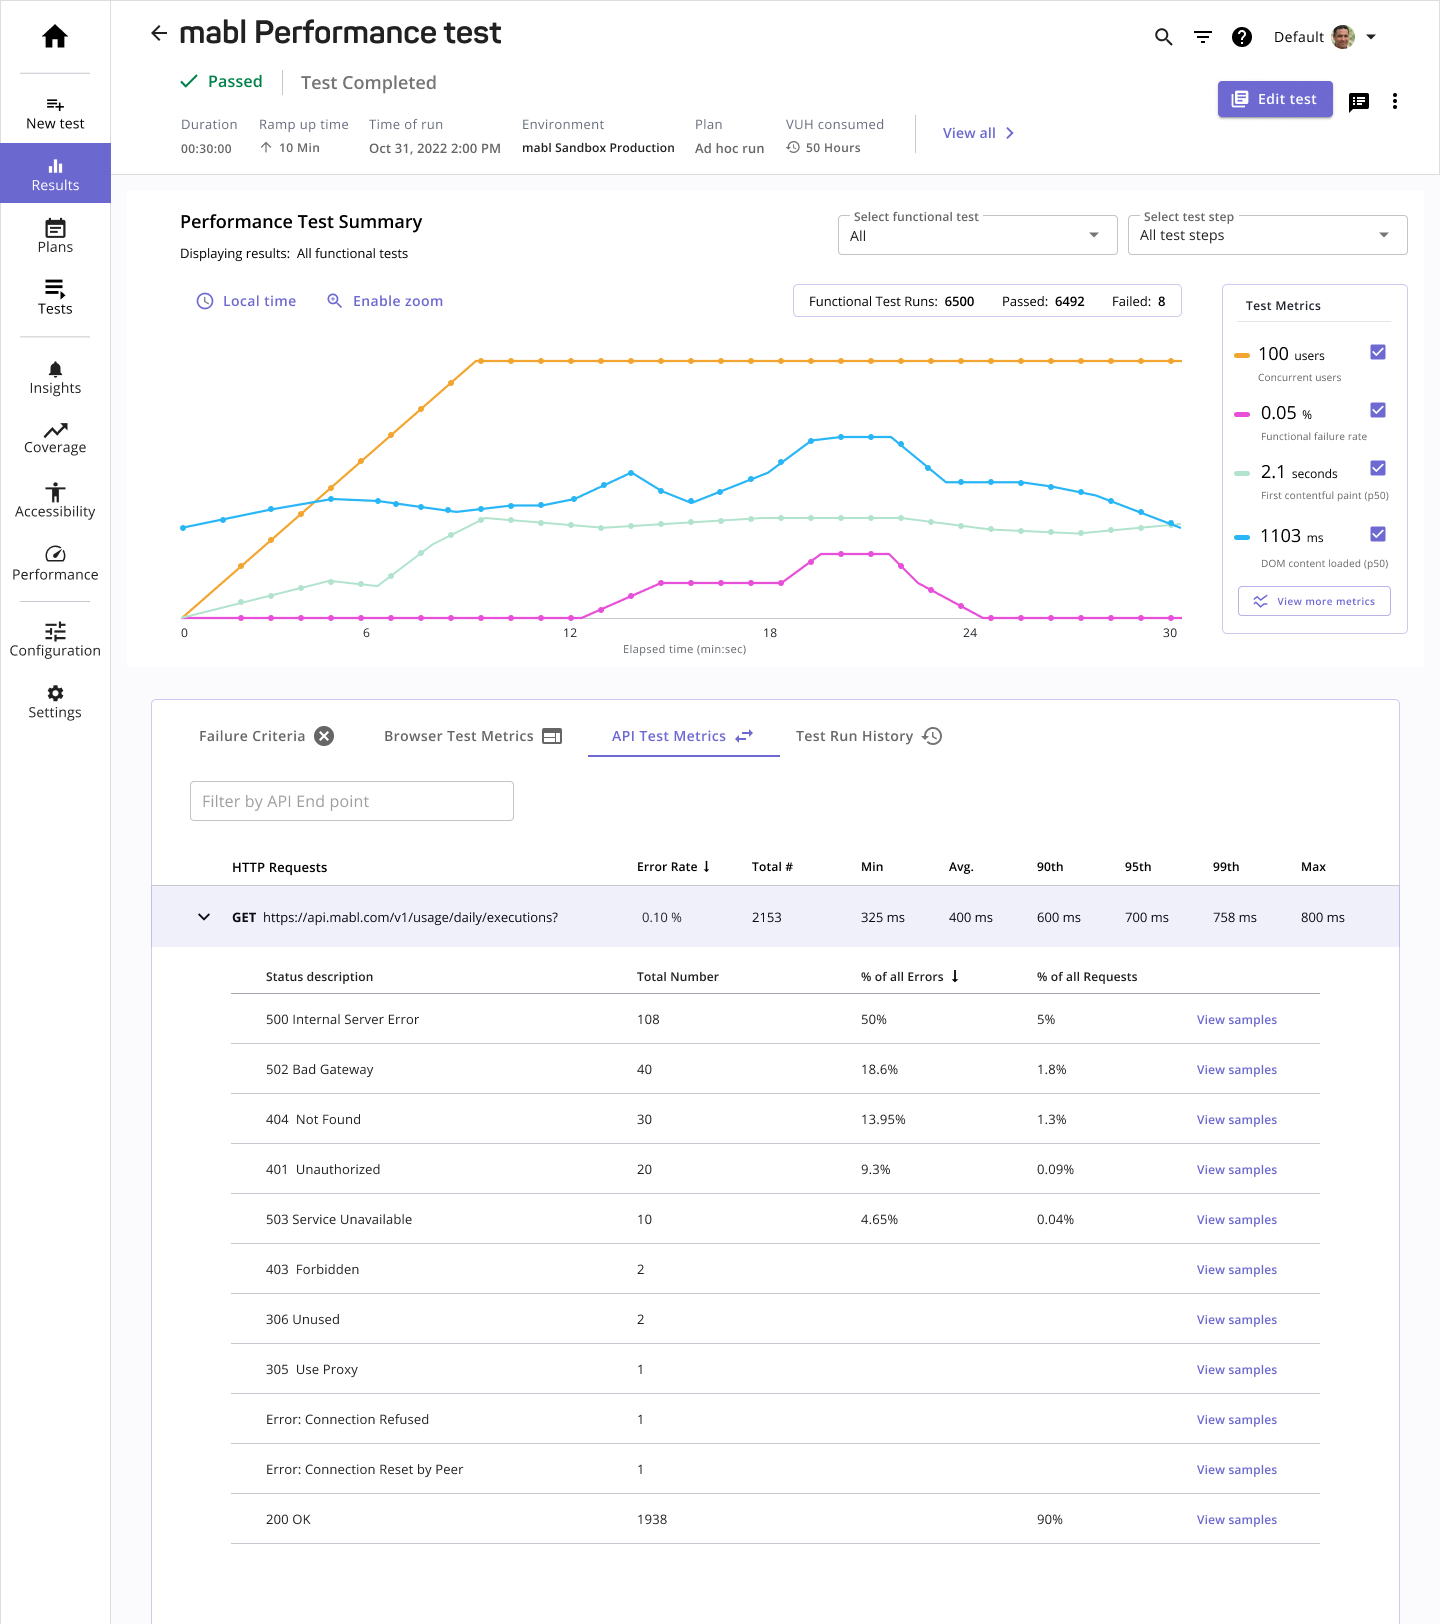 mabl Performance test
Default
Passed
Test Completed
Edit test
Duration
Ramp up time
Time of run
Environment
Plan
VUH consumed
00:30:00
10 Min
Oct 31, 2022 2:00 PM
mabl Sandbox Production
Ad hoc run
50 Hours
View all
New test
Results
Plans
Tests
Insights
Coverage
Accessibility
Performance
Configuration
Settings
Performance Test Summary
Displaying results: All functional tests
Select functional test
All
Select test step
All test steps
Local time
Enable zoom
Functional Test Runs: 6500 Passed: 6492 Failed: 8
0 6 12 18 24 30
Elapsed time (min:sec)
Test Metrics
100 users
Concurrent users
0.05 %
Functional failure rate
2.1 seconds
First contentful paint (p50)
1103 ms
DOM content loaded (p50)
View more metrics
Failure Criteria
Browser Test Metrics
API Test Metrics
Test Run History
Filter by API End point
HTTP Requests Error Rate Total # Min Avg. 90th 95th 99th Max
GET https://api.mabl.com/v1/usage/daily/executions? 0.10 % 2153 325 ms 400 ms 600 ms 700 ms 758 ms 800 ms
Status description Total Number % of all Errors % of all Requests
500 Internal Server Error 108 50% 5% View samples
502 Bad Gateway 40 18.6% 1.8% View samples
404 Not Found 30 13.95% 1.3% View samples
401 Unauthorized 20 9.3% 0.09% View samples
503 Service Unavailable 10 4.65% 0.04% View samples
403 Forbidden 2 View samples
306 Unused 2 View samples
305 Use Proxy 1 View samples
Error: Connection Refused 1 View samples
Error: Connection Reset by Peer 1 View samples
200 OK 1938 90% View samples